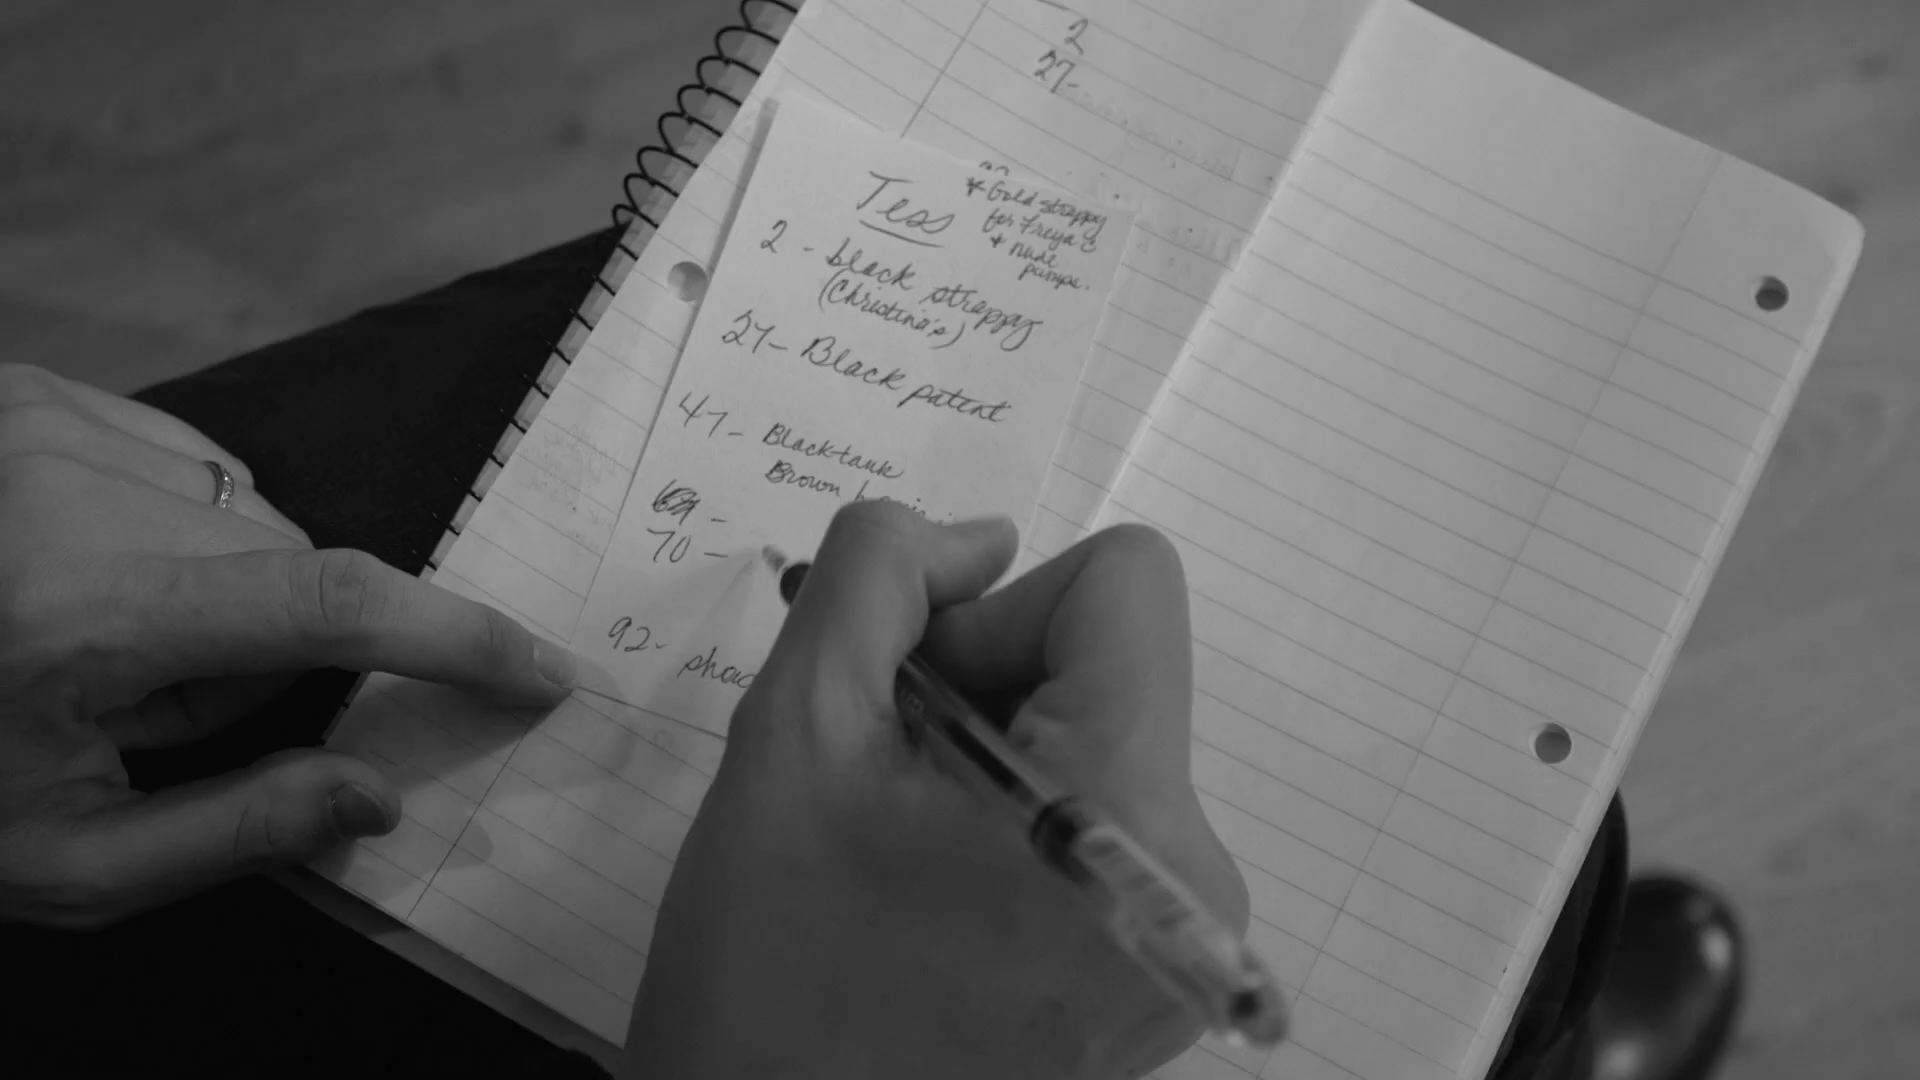 2
27-
Tess
* Gold strappy
for Freya's
+ nude
pumps.
2 - black strappy
(Christina's)
27- Black patent
47- Black tank
Brown
70 -
92-